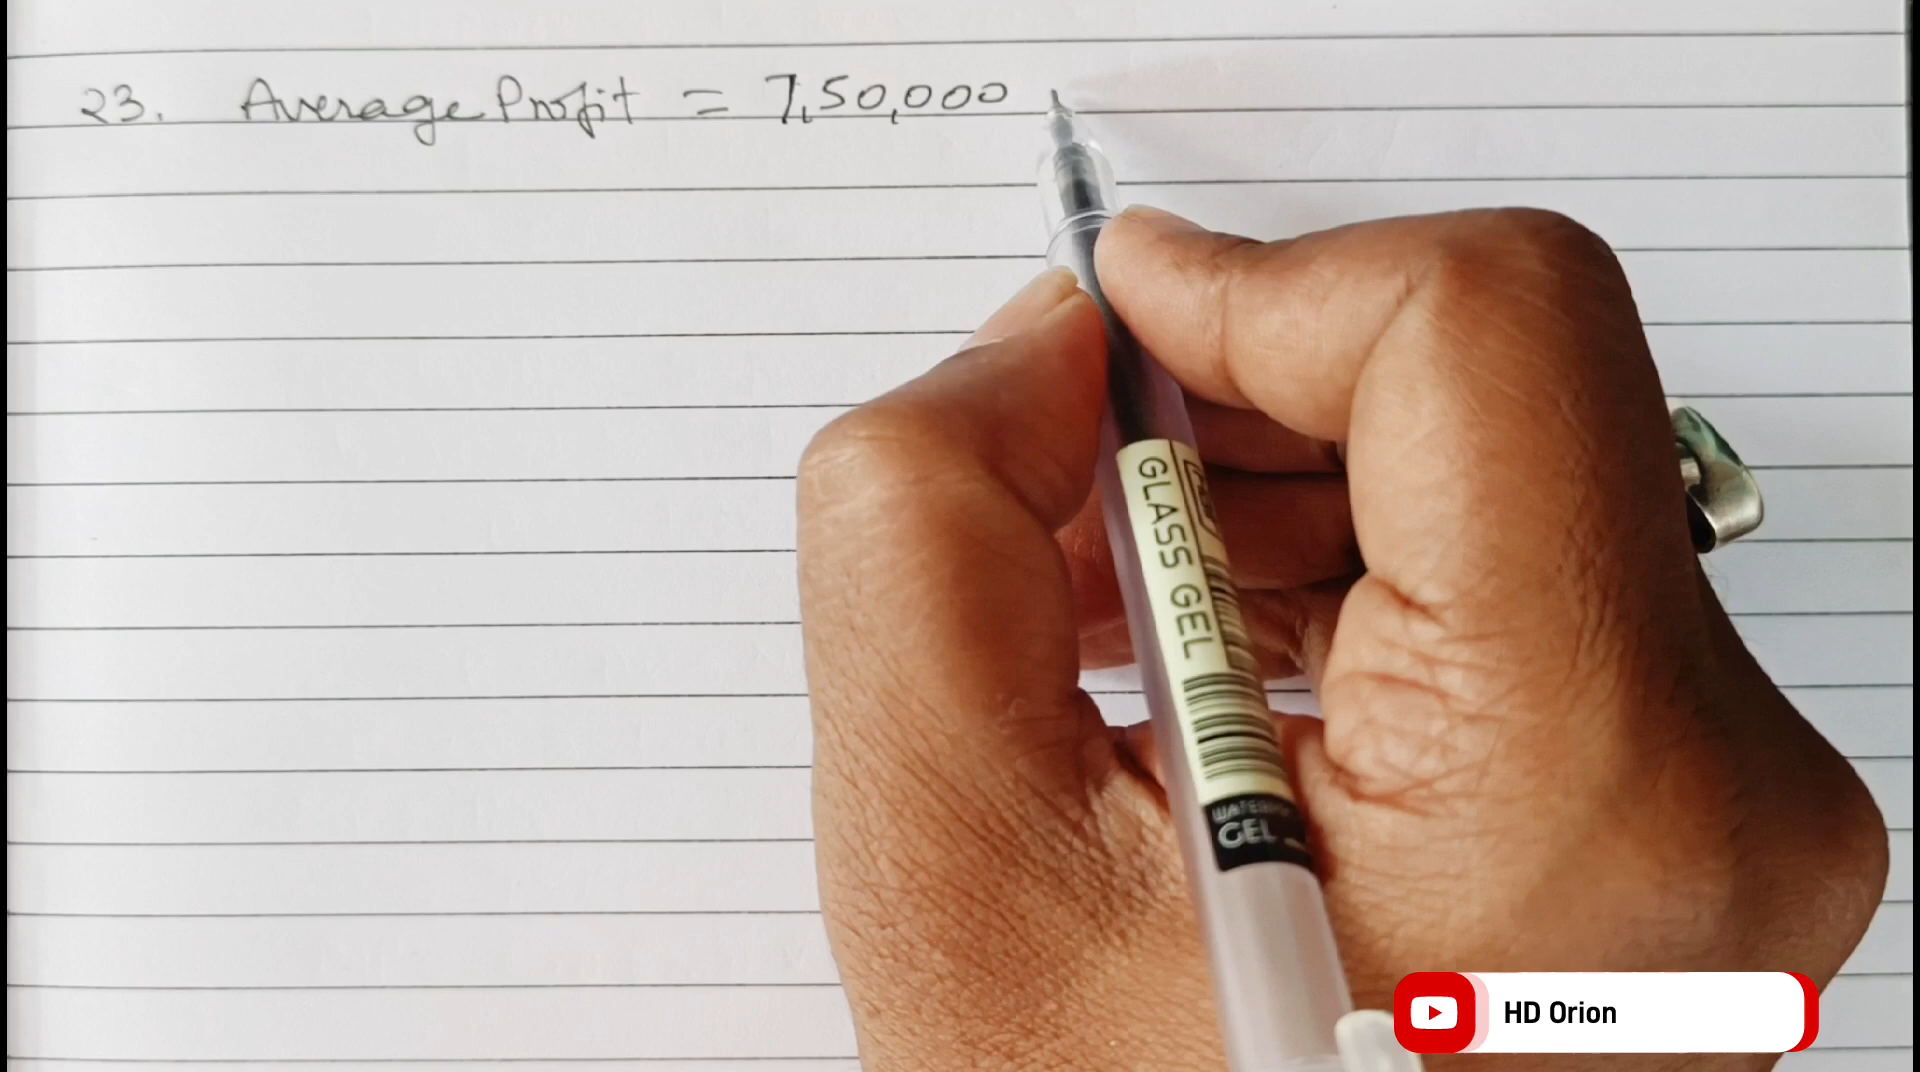 23. Average Profit = 7,50,000
GLASS GEL
GEL
HD Orion